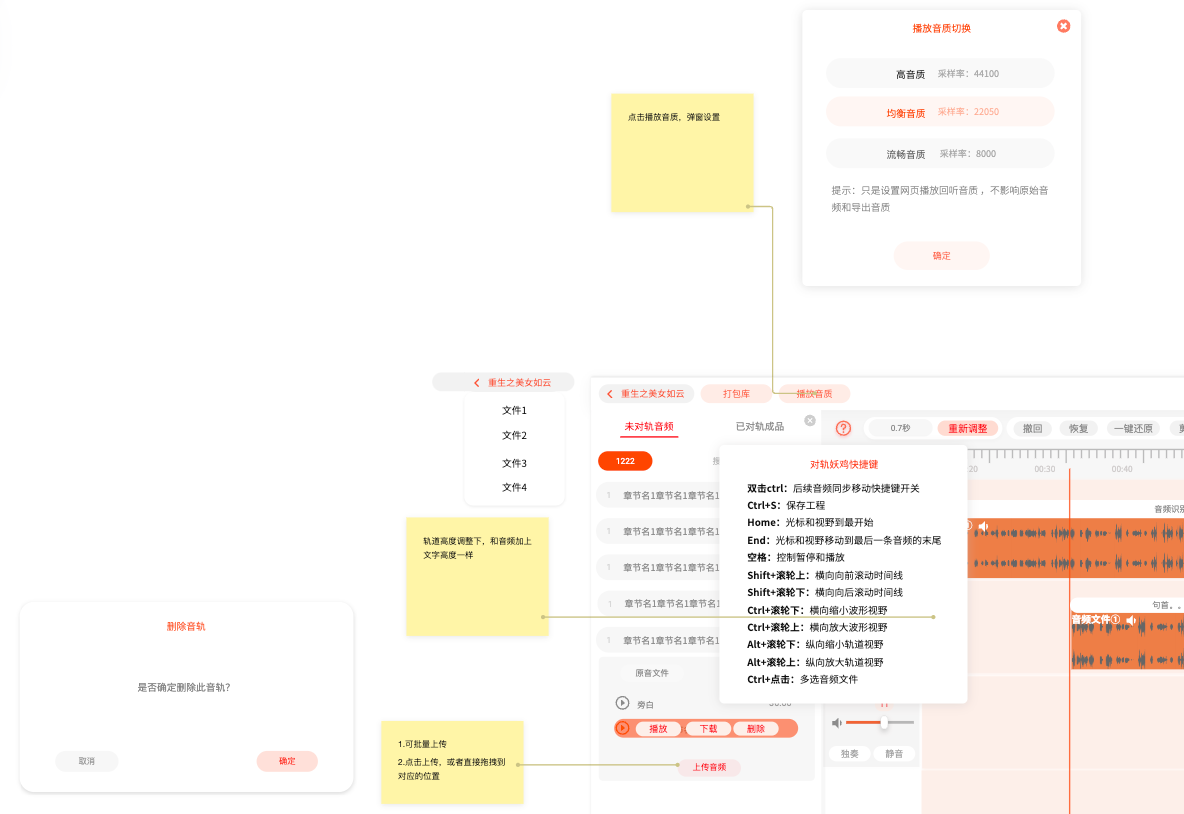 播放音质切换
高音质 采样率：44100
均衡音质 采样率：22050
流畅音质 采样率：8000
提示：只是设置网页播放回听音质 ，不影响原始音
频和导出音质
确定
点击播放音质，弹窗设置
重生之美女如云
文件1
文件2
文件3
文件4
轨道高度调整下，和音频加上
文字高度一样
删除音轨
是否确定删除此音轨?
取消
确定
1.可批量上传
2.点击上传，或者直接拖拽到
对应的位置
重生之美女如云
打包库
播放音质
未对轨音频
已对轨成品
1222
1 章节名1章节名1章节名1
1 章节名1章节名1章节名1
1 章节名1章节名1章节名1
1 章节名1章节名1章节名1
1 章节名1章节名1章节名1
原音文件
旁白
播放
下载
删除
上传音频
0.7秒
重新调整
撤回
恢复
一键还原
20
00:30
00:40
对轨妖鸡快捷键
双击ctrl：后续音频同步移动快捷键开关
Ctrl+S：保存工程
Home：光标和视野到最开始
End：光标和视野移动到最后一条音频的末尾
空格：控制暂停和播放
Shift+滚轮上：横向向前滚动时间线
Shift+滚轮下：横向向后滚动时间线
Ctrl+滚轮下：横向缩小波形视野
Ctrl+滚轮上：横向放大波形视野
Alt+滚轮下：纵向缩小轨道视野
Alt+滚轮上：纵向放大轨道视野
Ctrl+点击：多选音频文件
音频识别
句首。。
音频文件①
独奏
静音